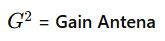 G² = Gain Antena